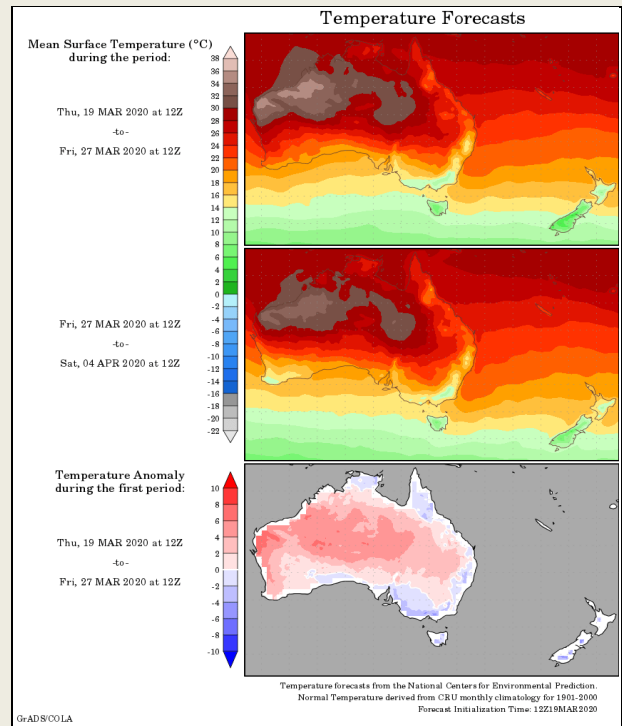 Temperature Forecasts
Mean Surface Temperature (°C)
during the period:
Thu, 19 MAR 2020 at 12Z
-to-
Fri, 27 MAR 2020 at 12Z
38
36
34
32
30
28
26
24
22
20
18
16
14
12
10
8
6
4
2
0
-2
-4
-6
-8
-10
-12
-14
-16
-18
-20
-22
Fri, 27 MAR 2020 at 12Z
-to-
Sat, 04 APR 2020 at 12Z
Temperature Anomaly
during the first period:
Thu, 19 MAR 2020 at 12Z
-to-
Fri, 27 MAR 2020 at 12Z
10
8
6
4
2
0
-2
-4
-6
-8
-10
Temperature forecasts from the National Centers for Environmental Prediction.
Normal Temperature derived from CRU monthly climatology for 1901-2000
Forecast Initialization Time: 12Z19MAR2020
GrADS/COLA